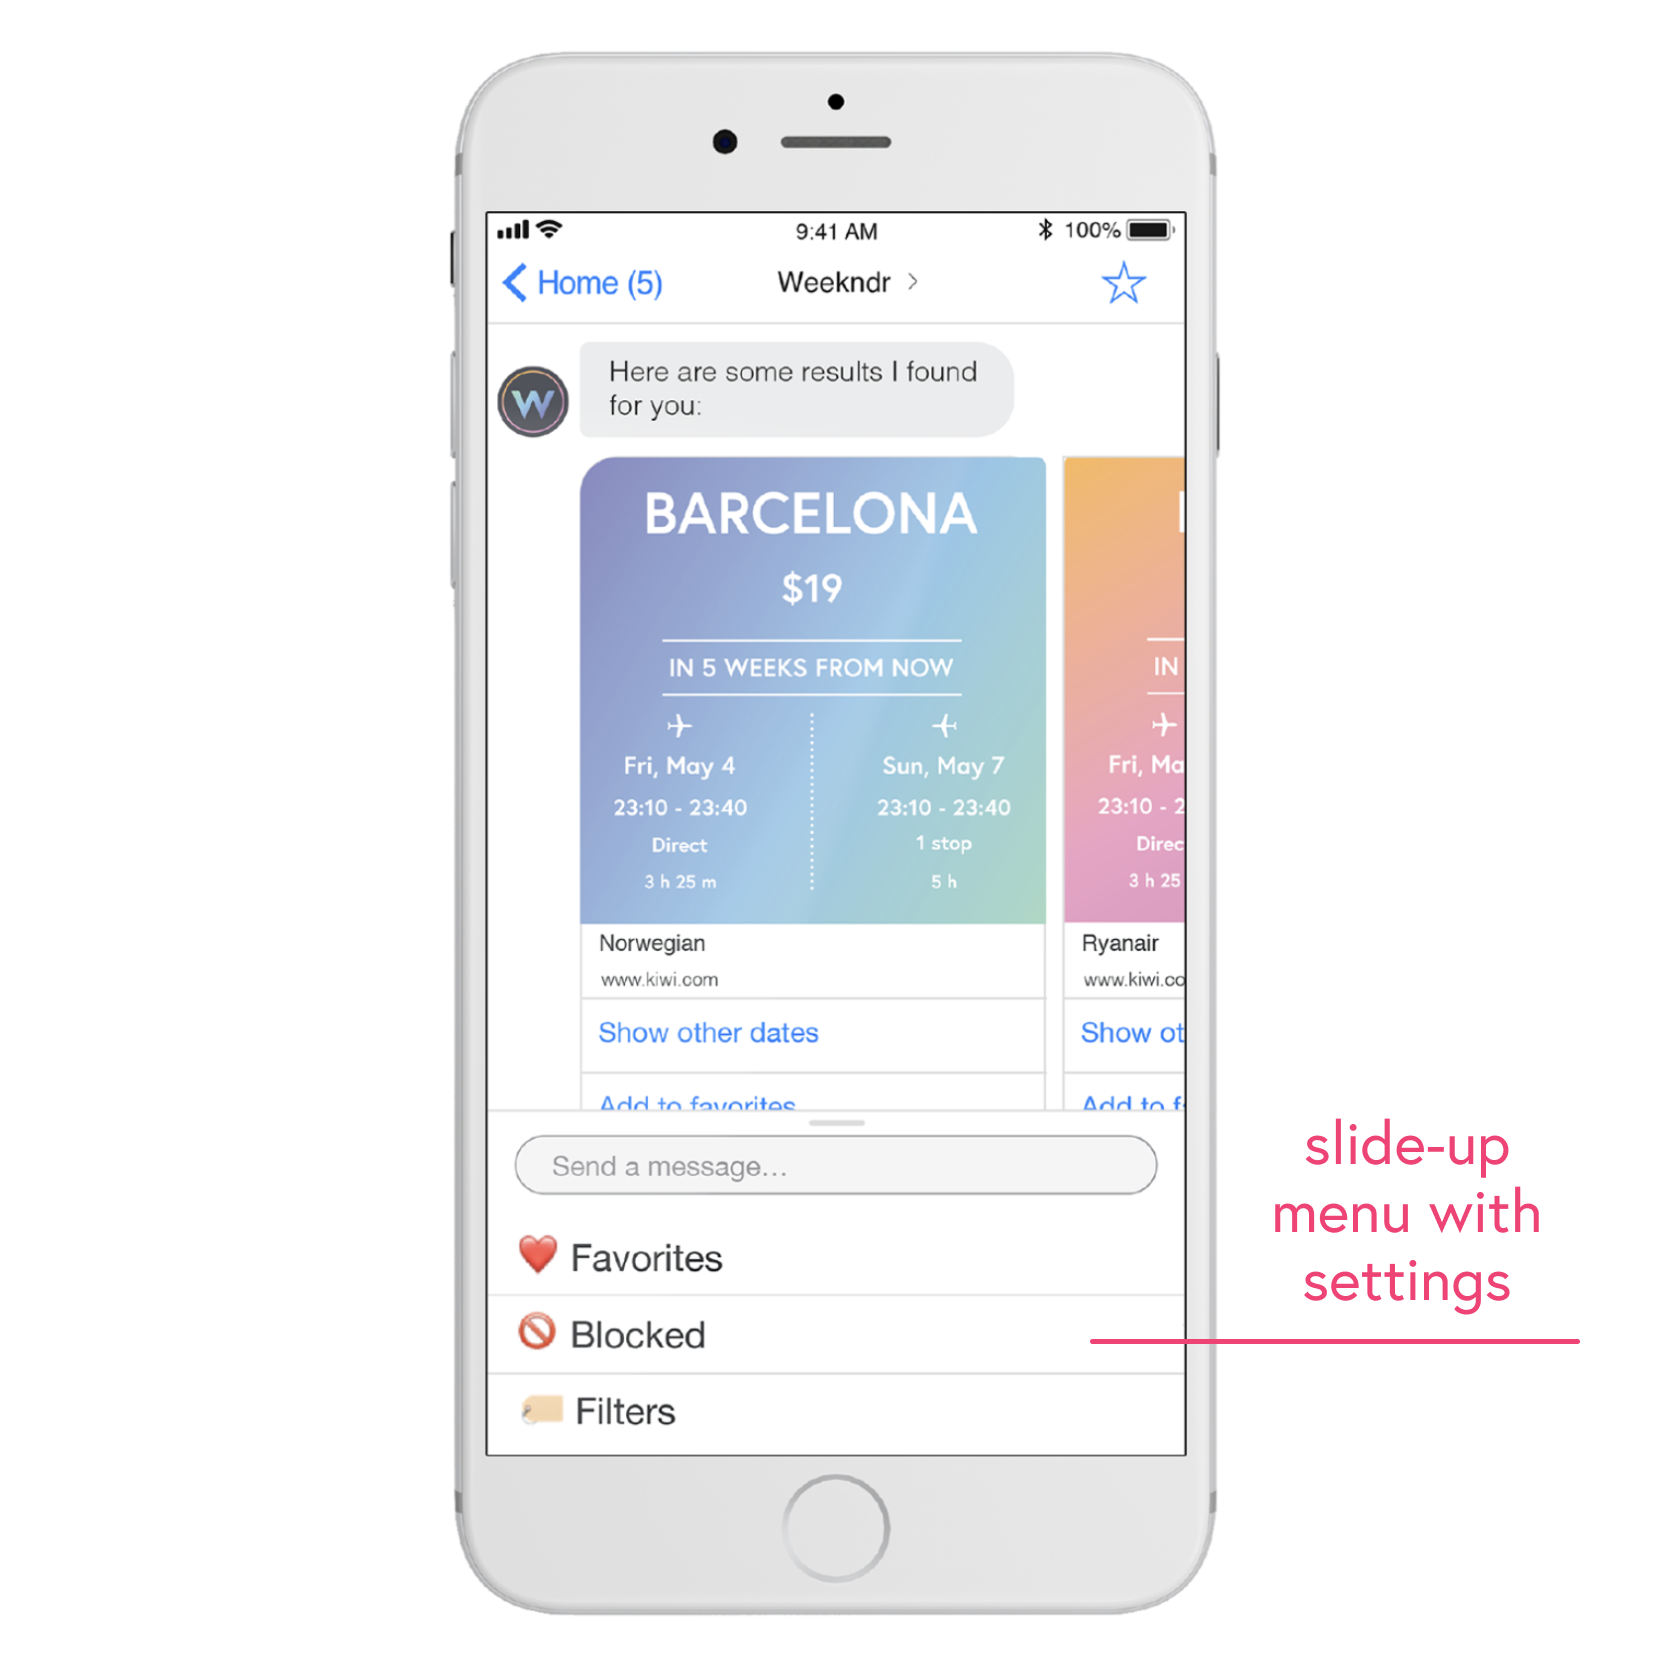 9:41 AM
100%
Home (5)
Weekndr
Here are some results I found
for you:
W
BARCELONA
$19
IN 5 WEEKS FROM NOW
Fri, May 4
23:10 - 23:40
Direct
3 h 25 m
Sun, May 7
23:10 - 23:40
1 stop
5 h
Norwegian
www.kiwi.com
Show other dates
Add to favorites
IN
Fri, Ma
23:10 - 2
Direc
3 h 25
Ryanair
www.kiwi.co
Show ot
Add to f
Send a message...
Favorites
Blocked
Filters
slide-up
menu with
settings